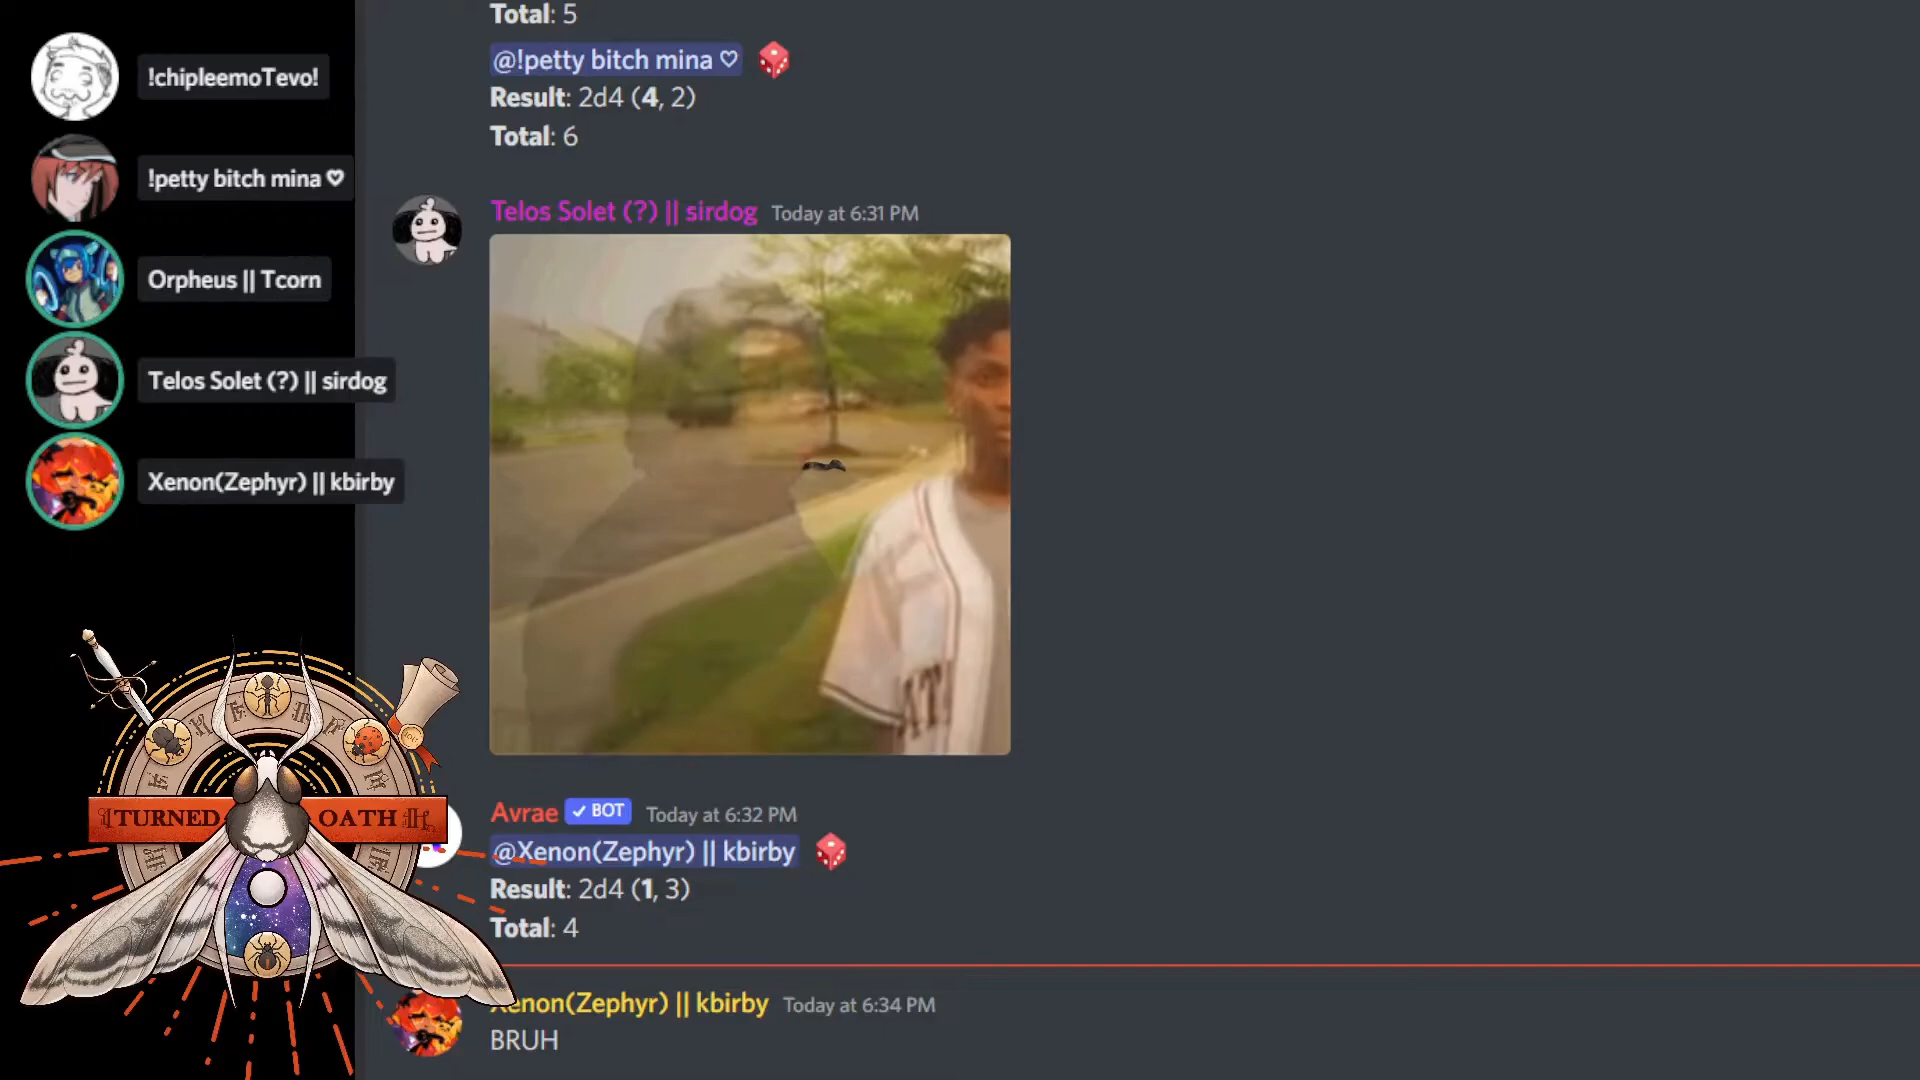 !chipleemoTevo!
!petty bitch mina ♡
Orpheus || Tcorn
Telos Solet (?) || sirdog
Xenon(Zephyr) || kbirby
TURNED OATH
Total: 5
@!petty bitch mina ♡
Result: 2d4 (4, 2)
Total: 6
Telos Solet (?) || sirdog Today at 6:31 PM
Avrae BOT Today at 6:32 PM
@Xenon(Zephyr) || kbirby
Result: 2d4 (1, 3)
Total: 4
Xenon(Zephyr) || kbirby Today at 6:34 PM
BRUH